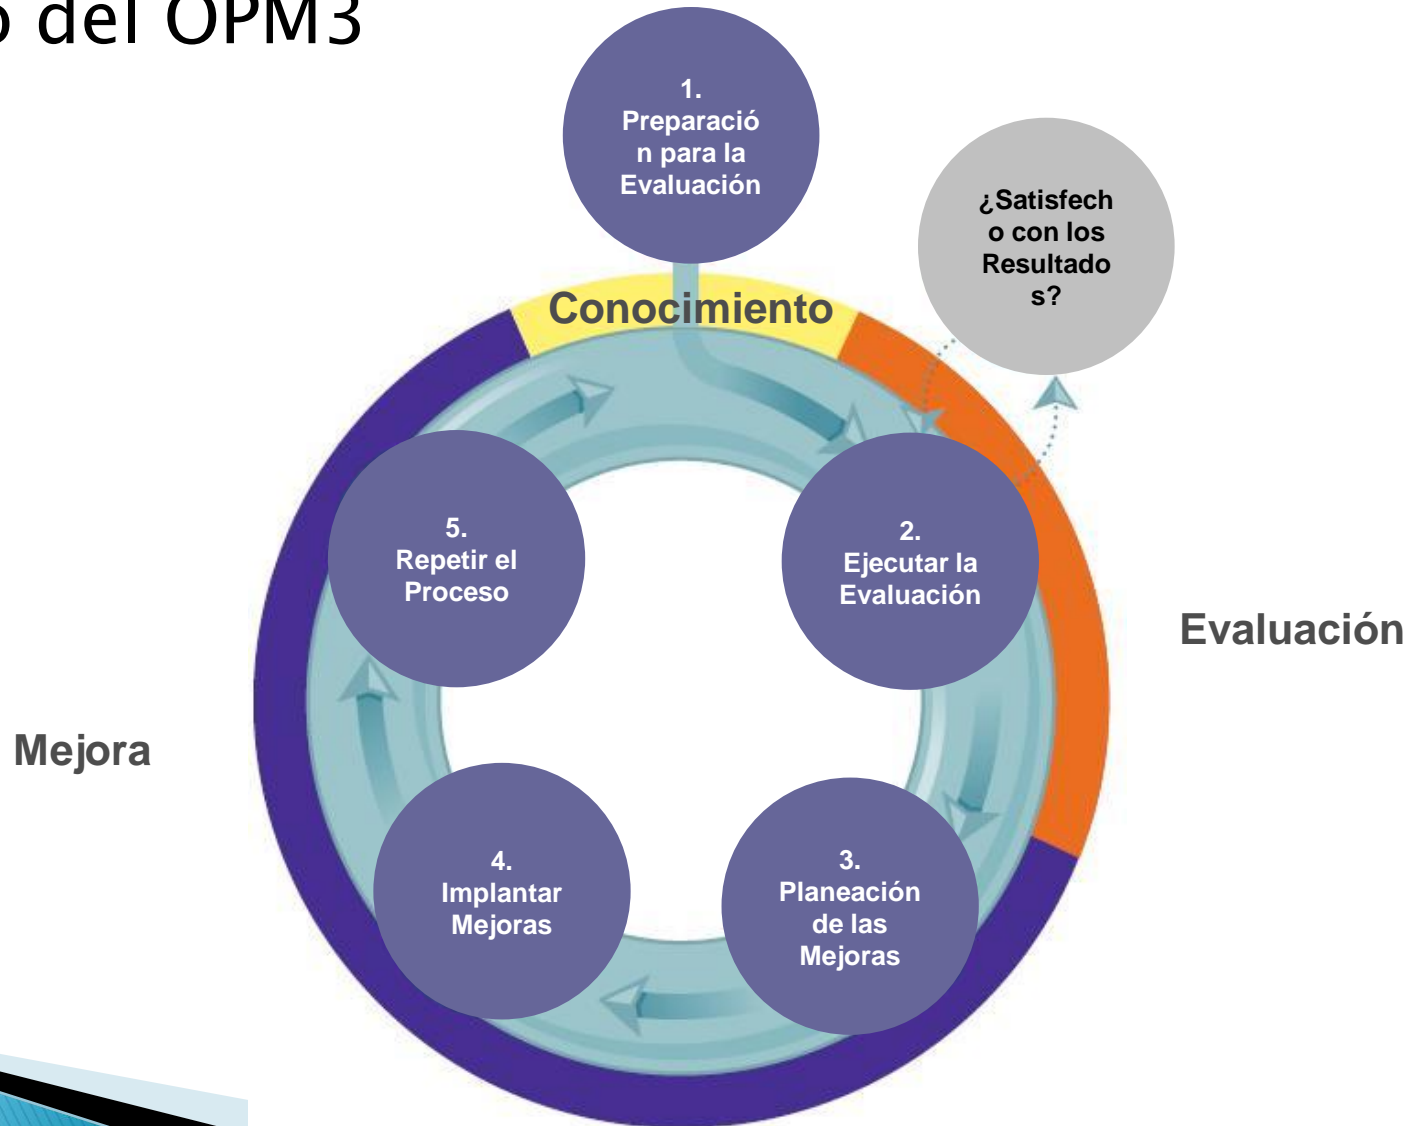 o del OPM3
1.
Preparació
n para la
Evaluación
¿Satisfech
o con los
Resultado
s?
Conocimiento
5.
Repetir el
Proceso
2.
Ejecutar la
Evaluación
Evaluación
Mejora
4.
Implantar
Mejoras
3.
Planeación
de las
Mejoras